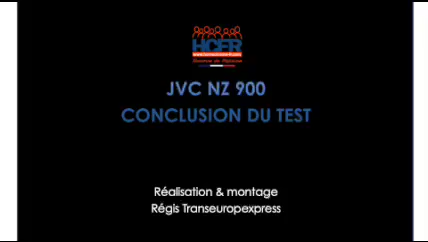 HCFR
JVC NZ 900
CONCLUSION DU TEST
Réalisation & montage
Régis Transeuropexpress